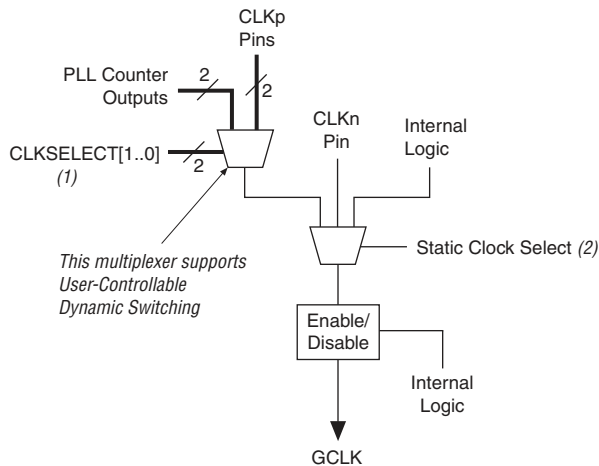 CLKp
Pins
PLL Counter
Outputs
2
2
CLKn
Pin
Internal
Logic
CLKSELECT[1..0]
(1)
2
This multiplexer supports
User-Controllable
Dynamic Switching
Static Clock Select (2)
Enable/
Disable
Internal
Logic
GCLK